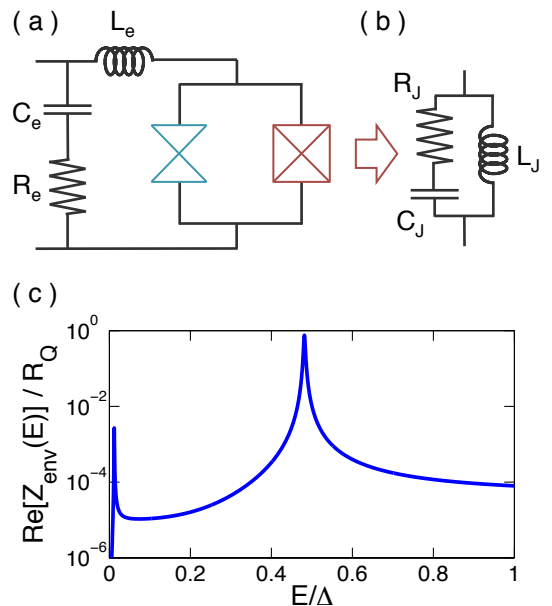 ( a )
L_e
( b )
C_e
R_e
R_J
L_J
C_J
( c )
Re[Z_env(E)] / R_Q
10^0
10^-2
10^-4
10^-6
0 0.2 0.4 0.6 0.8 1
E/Δ